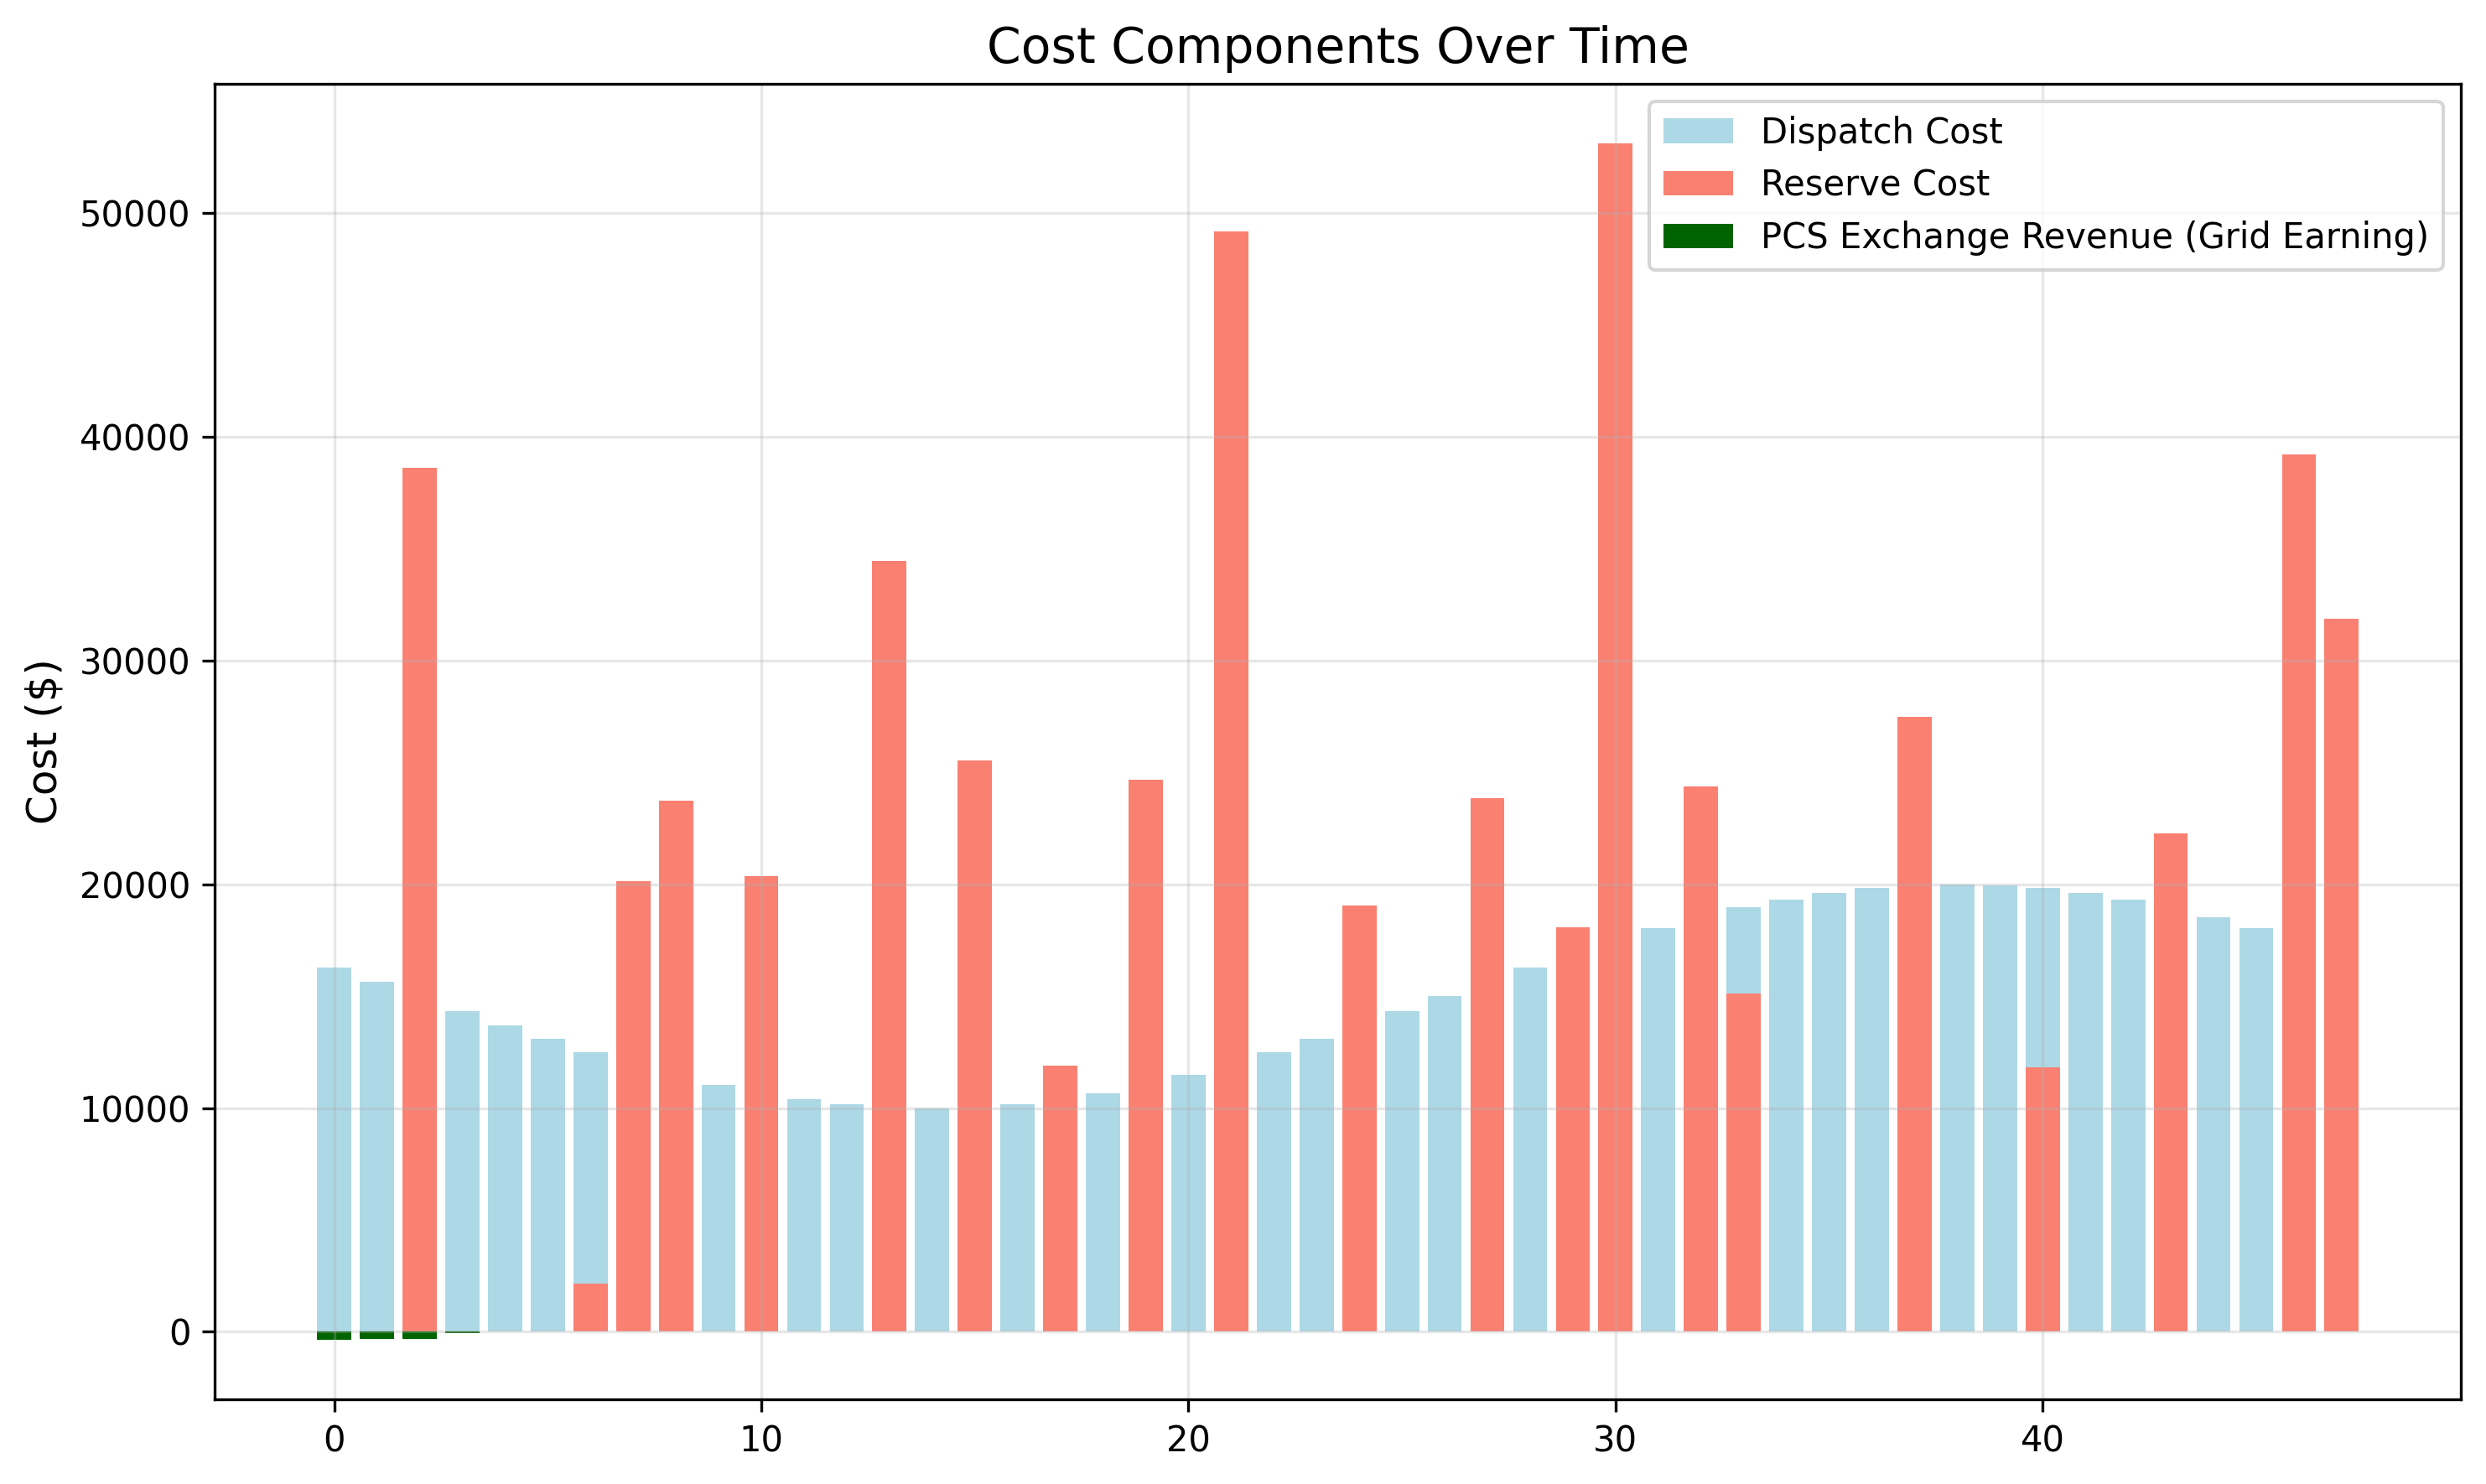 Cost Components Over Time
Dispatch Cost
Reserve Cost
PCS Exchange Revenue (Grid Earning)
Cost ($)
50000
40000
30000
20000
10000
0
0 10 20 30 40